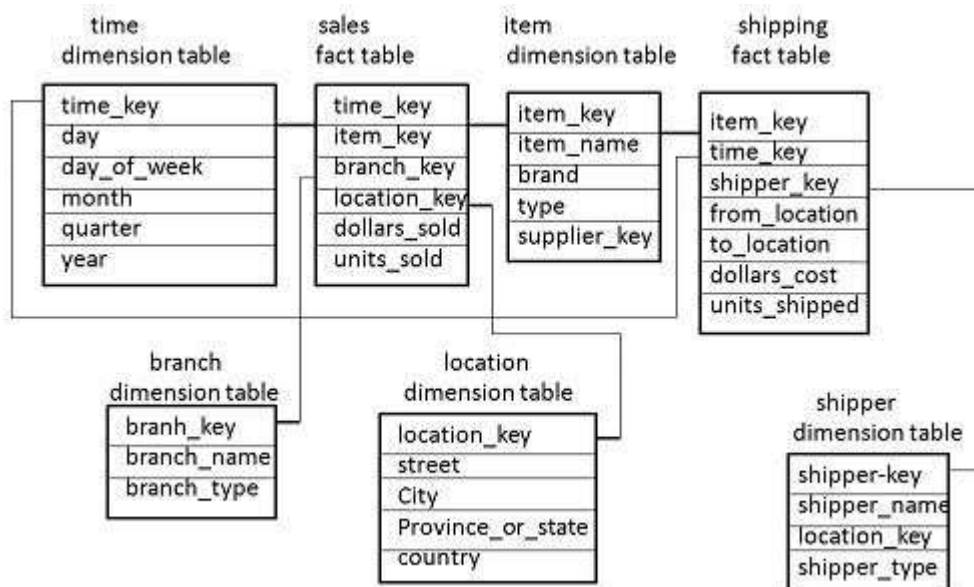 time
dimension table
time_key
day
day_of_week
month
quarter
year
sales
fact table
time_key
item_key
branch_key
location_key
dollars_sold
units_sold
item
dimension table
item_key
item_name
brand
type
supplier_key
shipping
fact table
item_key
time_key
shipper_key
from_location
to_location
dollars_cost
units_shipped
branch
dimension table
branh_key
branch_name
branch_type
location
dimension table
location_key
street
City
Province_or_state
country
shipper
dimension table
shipper-key
shipper_name
location_key
shipper_type